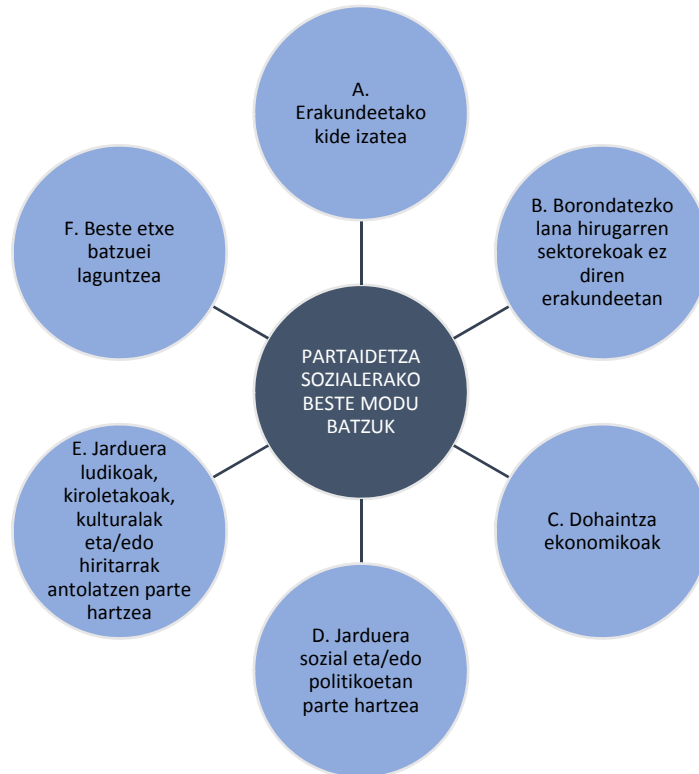 A.
Erakundeetako
kide izatea
B. Borondatezko
lana hirugarren
sektorekoak ez
diren
erakundeetan
C. Dohaintza
ekonomikoak
D. Jarduera
sozial eta/edo
politikoetan
parte hartzea
E. Jarduera
ludikoak,
kiroletakoak,
kulturalak
eta/edo
hiritarrak
antolatzen parte
hartzea
F. Beste etxe
batzuei
laguntzea
PARTAIDETZA
SOZIALERAKO
BESTE MODU
BATZUK